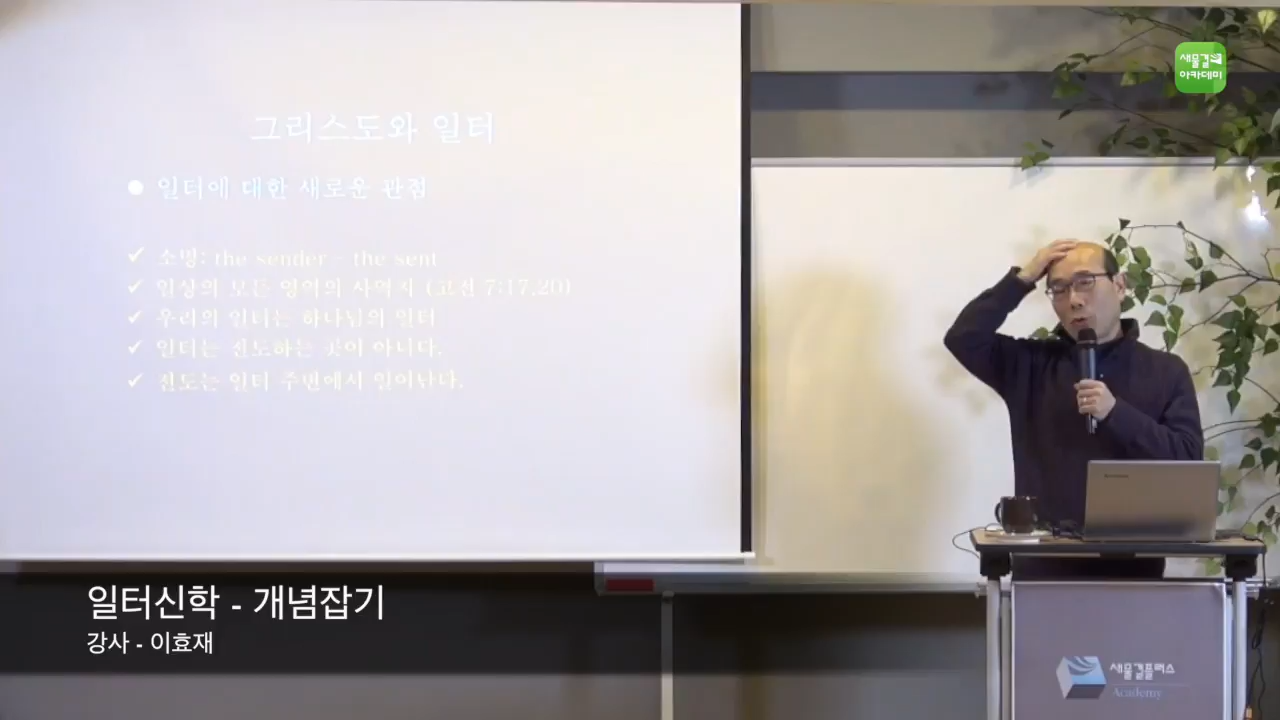 새물결
아카데미
그리스도와 일터
● 일터에 대한 새로운 관점
✓ 소명: the sender – the sent
✓ 일상의 모든 영역의 사역지 (고전 7:17,20)
✓ 우리의 일터는 하나님의 일터
✓ 일터는 전도하는 곳이 아니다.
✓ 전도는 일터 주변에서 일어난다.
일터신학 - 개념잡기
강사 - 이효재
새물결플러스
Academy